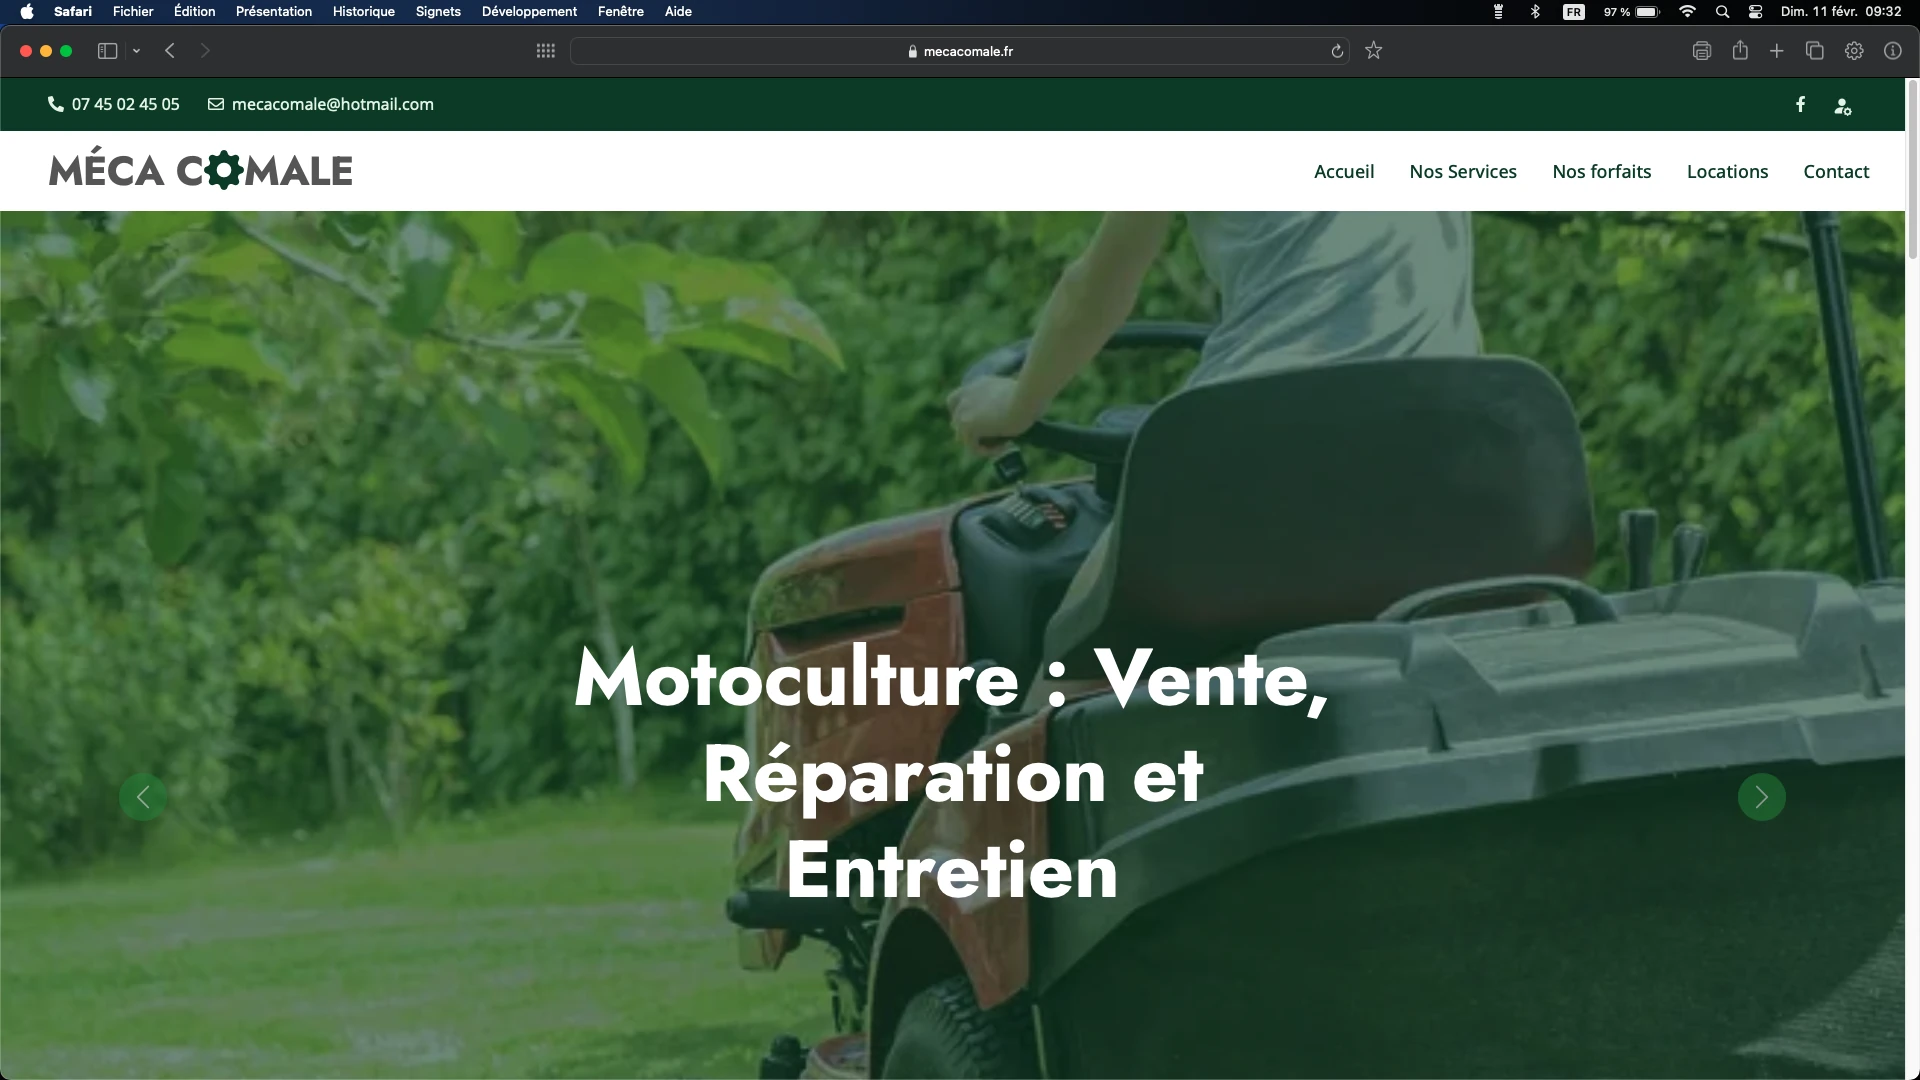 Safari Fichier Édition Présentation Historique Signets Développement Fenêtre Aide FR 97 % Dim. 11 févr. 09:32
mecacomale.fr
07 45 02 45 05 mecacomale@hotmail.com
MÉCA COMALE
Accueil Nos Services Nos forfaits Locations Contact
Motoculture : Vente,
Réparation et
Entretien